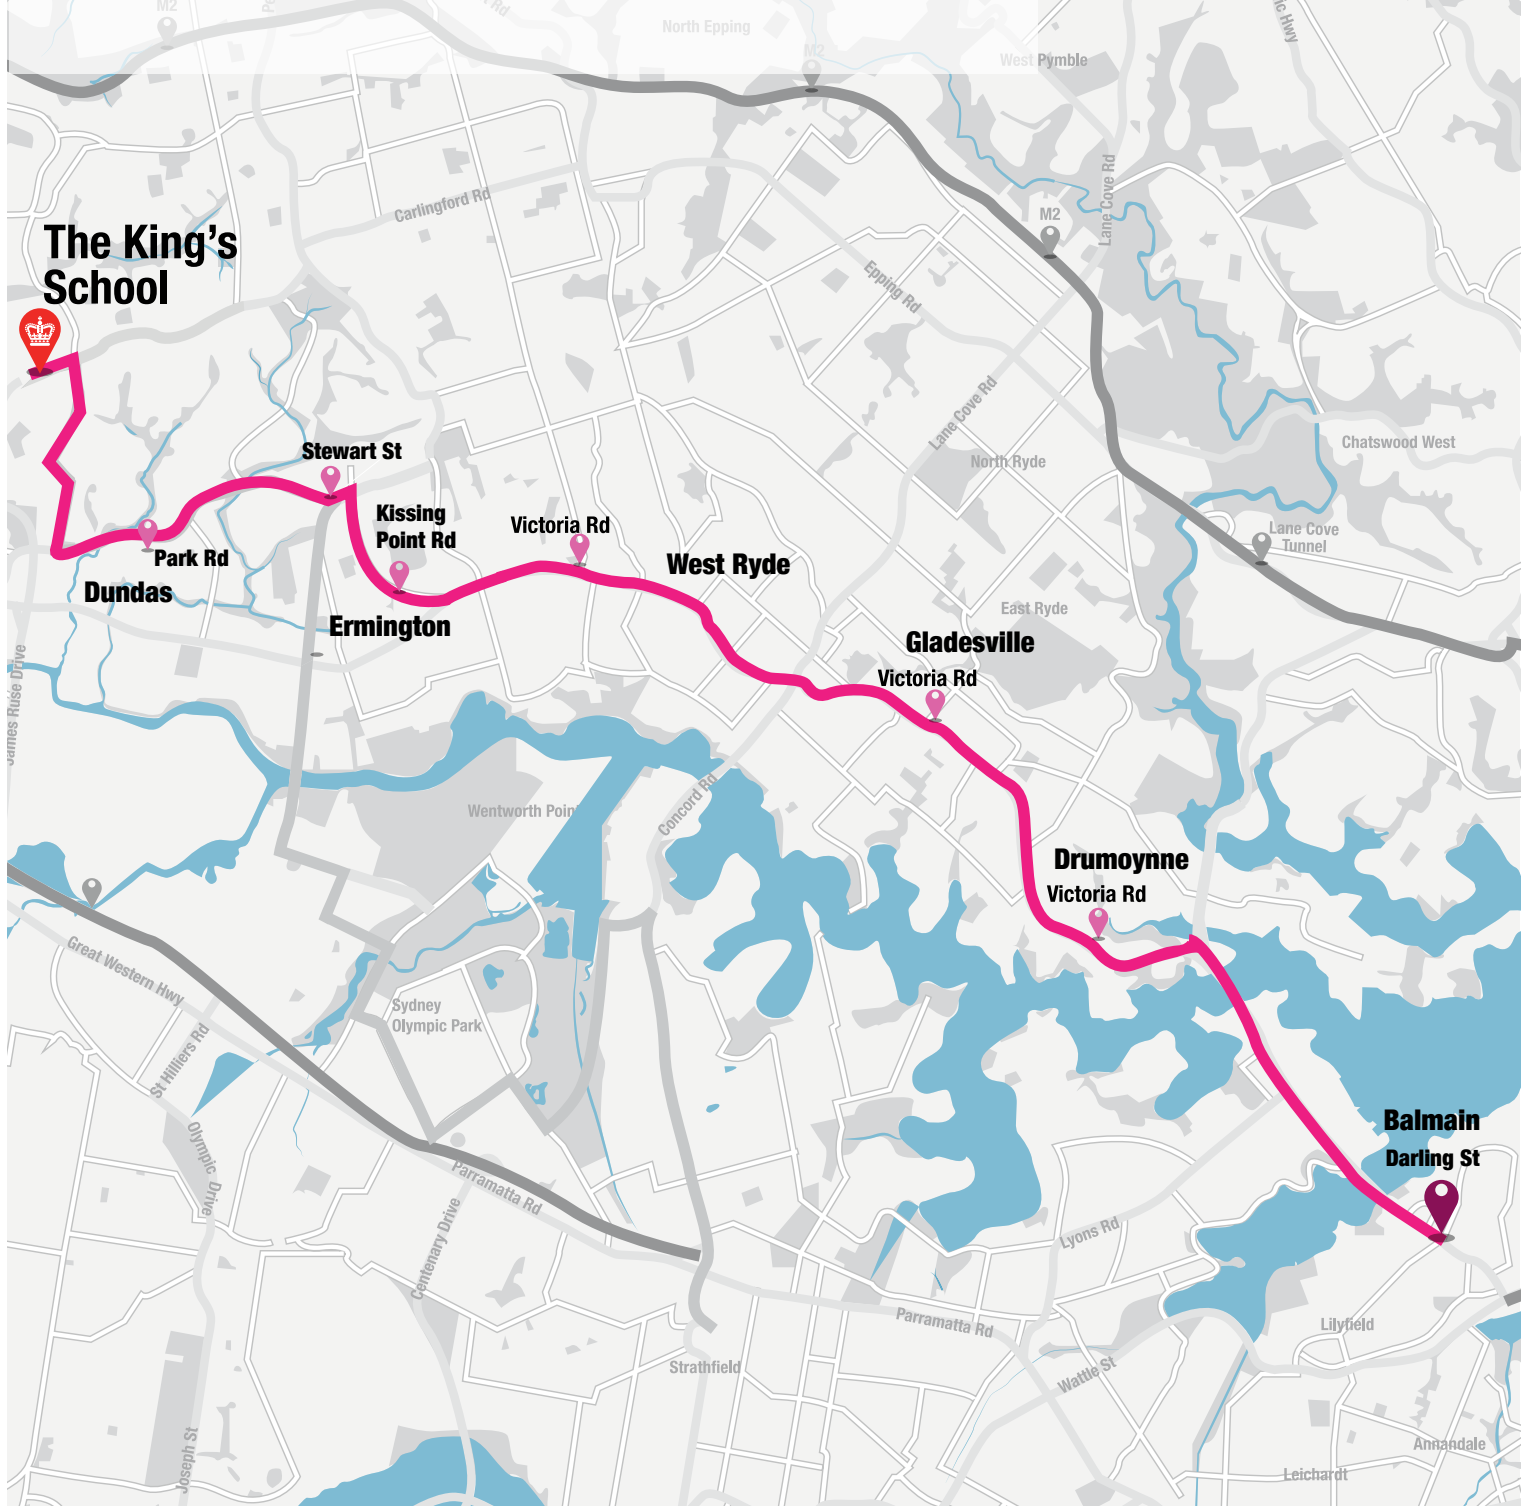 M2
North Epping
M2
West Pymble
Carlingford Rd
Lane Cove Rd
M2
The King's
School
Epping Rd
Lane Cove Rd
Chatswood West
North Ryde
Stewart St
Kissing
Point Rd
Victoria Rd
Lane Cove
Tunnel
Park Rd
West Ryde
Dundas
East Ryde
Ermington
Gladesville
Victoria Rd
James Ruse Drive
Wentworth Poin
Concord Rd
Drumoynne
Victoria Rd
Great Western Hwy
Sydney
Olympic Park
St Hilliers Rd
Balmain
Darling St
Olympic Drive
Parramatta Rd
Centenary Drive
Lyons Rd
Parramatta Rd
Lilyfield
Strathfield
Wattle St
Joseph St
Annandale
Leichardt